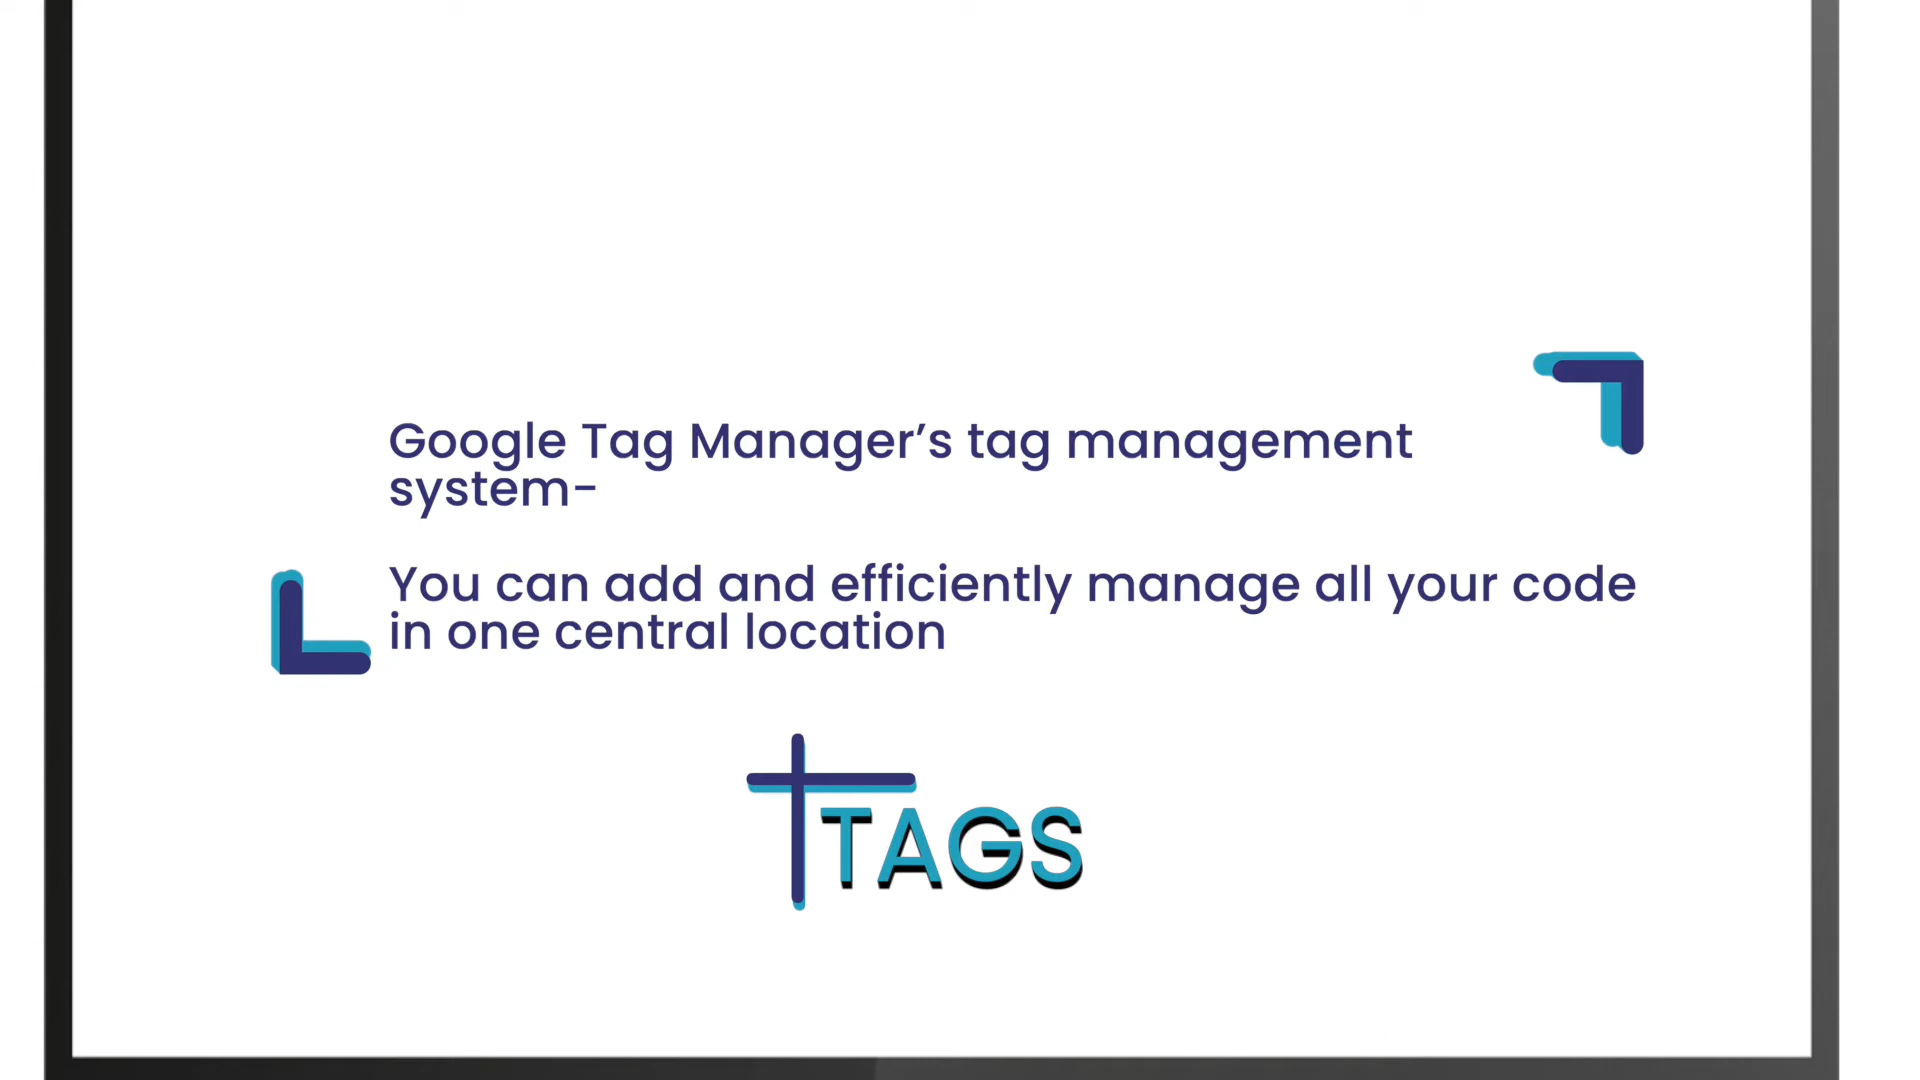 Google Tag Manager’s tag management
system-
You can add and efficiently manage all your code
in one central location
TAGS